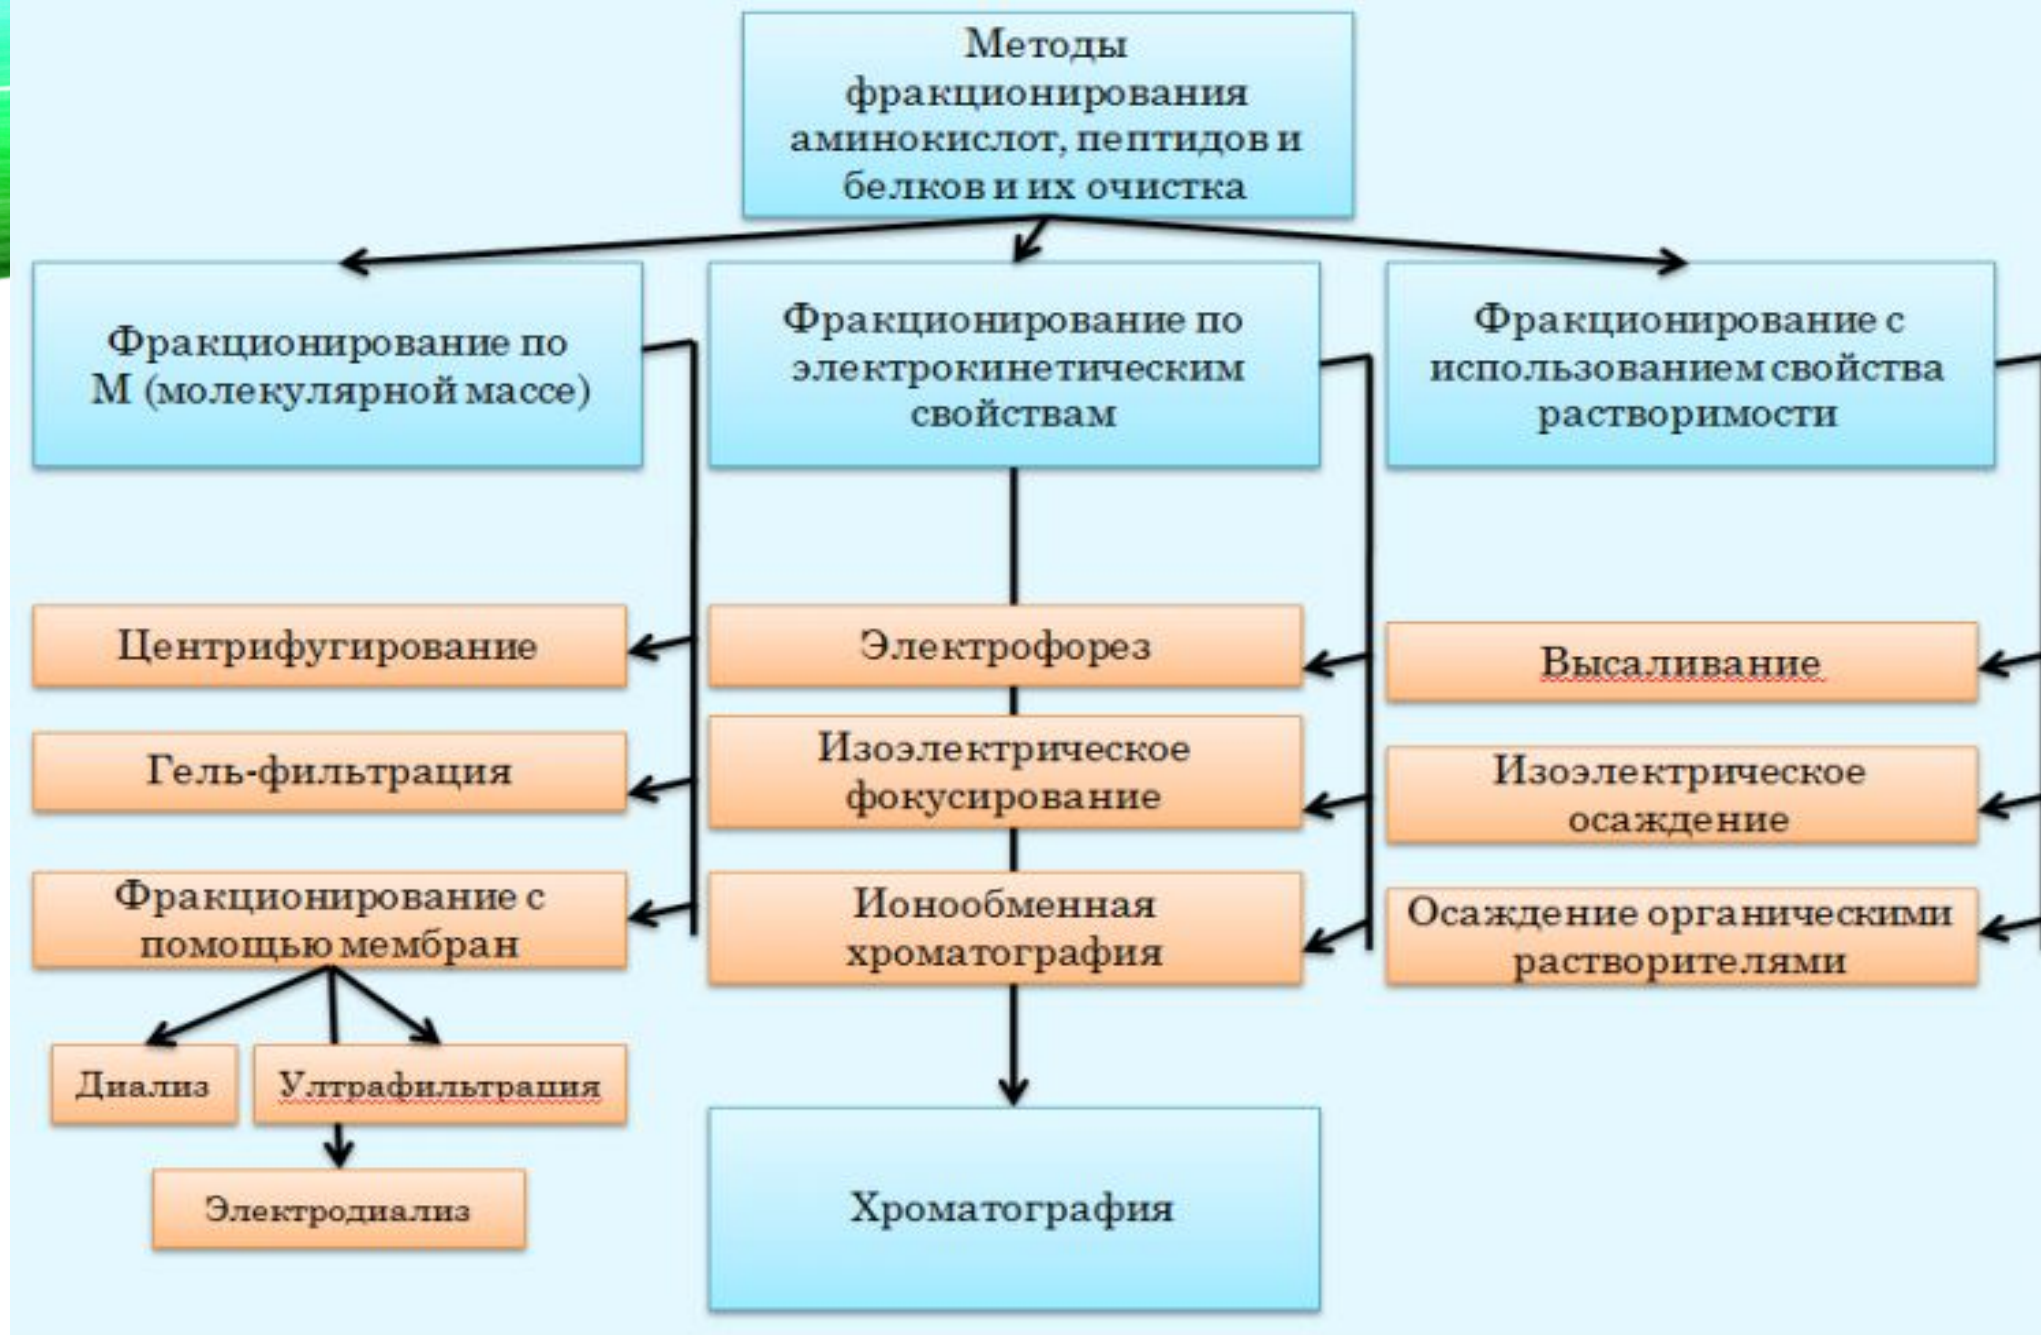 Методы
фракционирования
аминокислот, пептидов и
белков и их очистка
Фракционирование по
М (молекулярной массе)
Фракционирование по
электрокинетическим
свойствам
Фракционирование с
использованием свойства
растворимости
Центрифугирование
Электрофорез
Высаливание
Гель-фильтрация
Изоэлектрическое
фокусирование
Изоэлектрическое
осаждение
Фракционирование с
помощью мембран
Ионообменная
хроматография
Осаждение органическими
растворителями
Диализ
Ултрафильтрация
Электродиализ
Хроматография